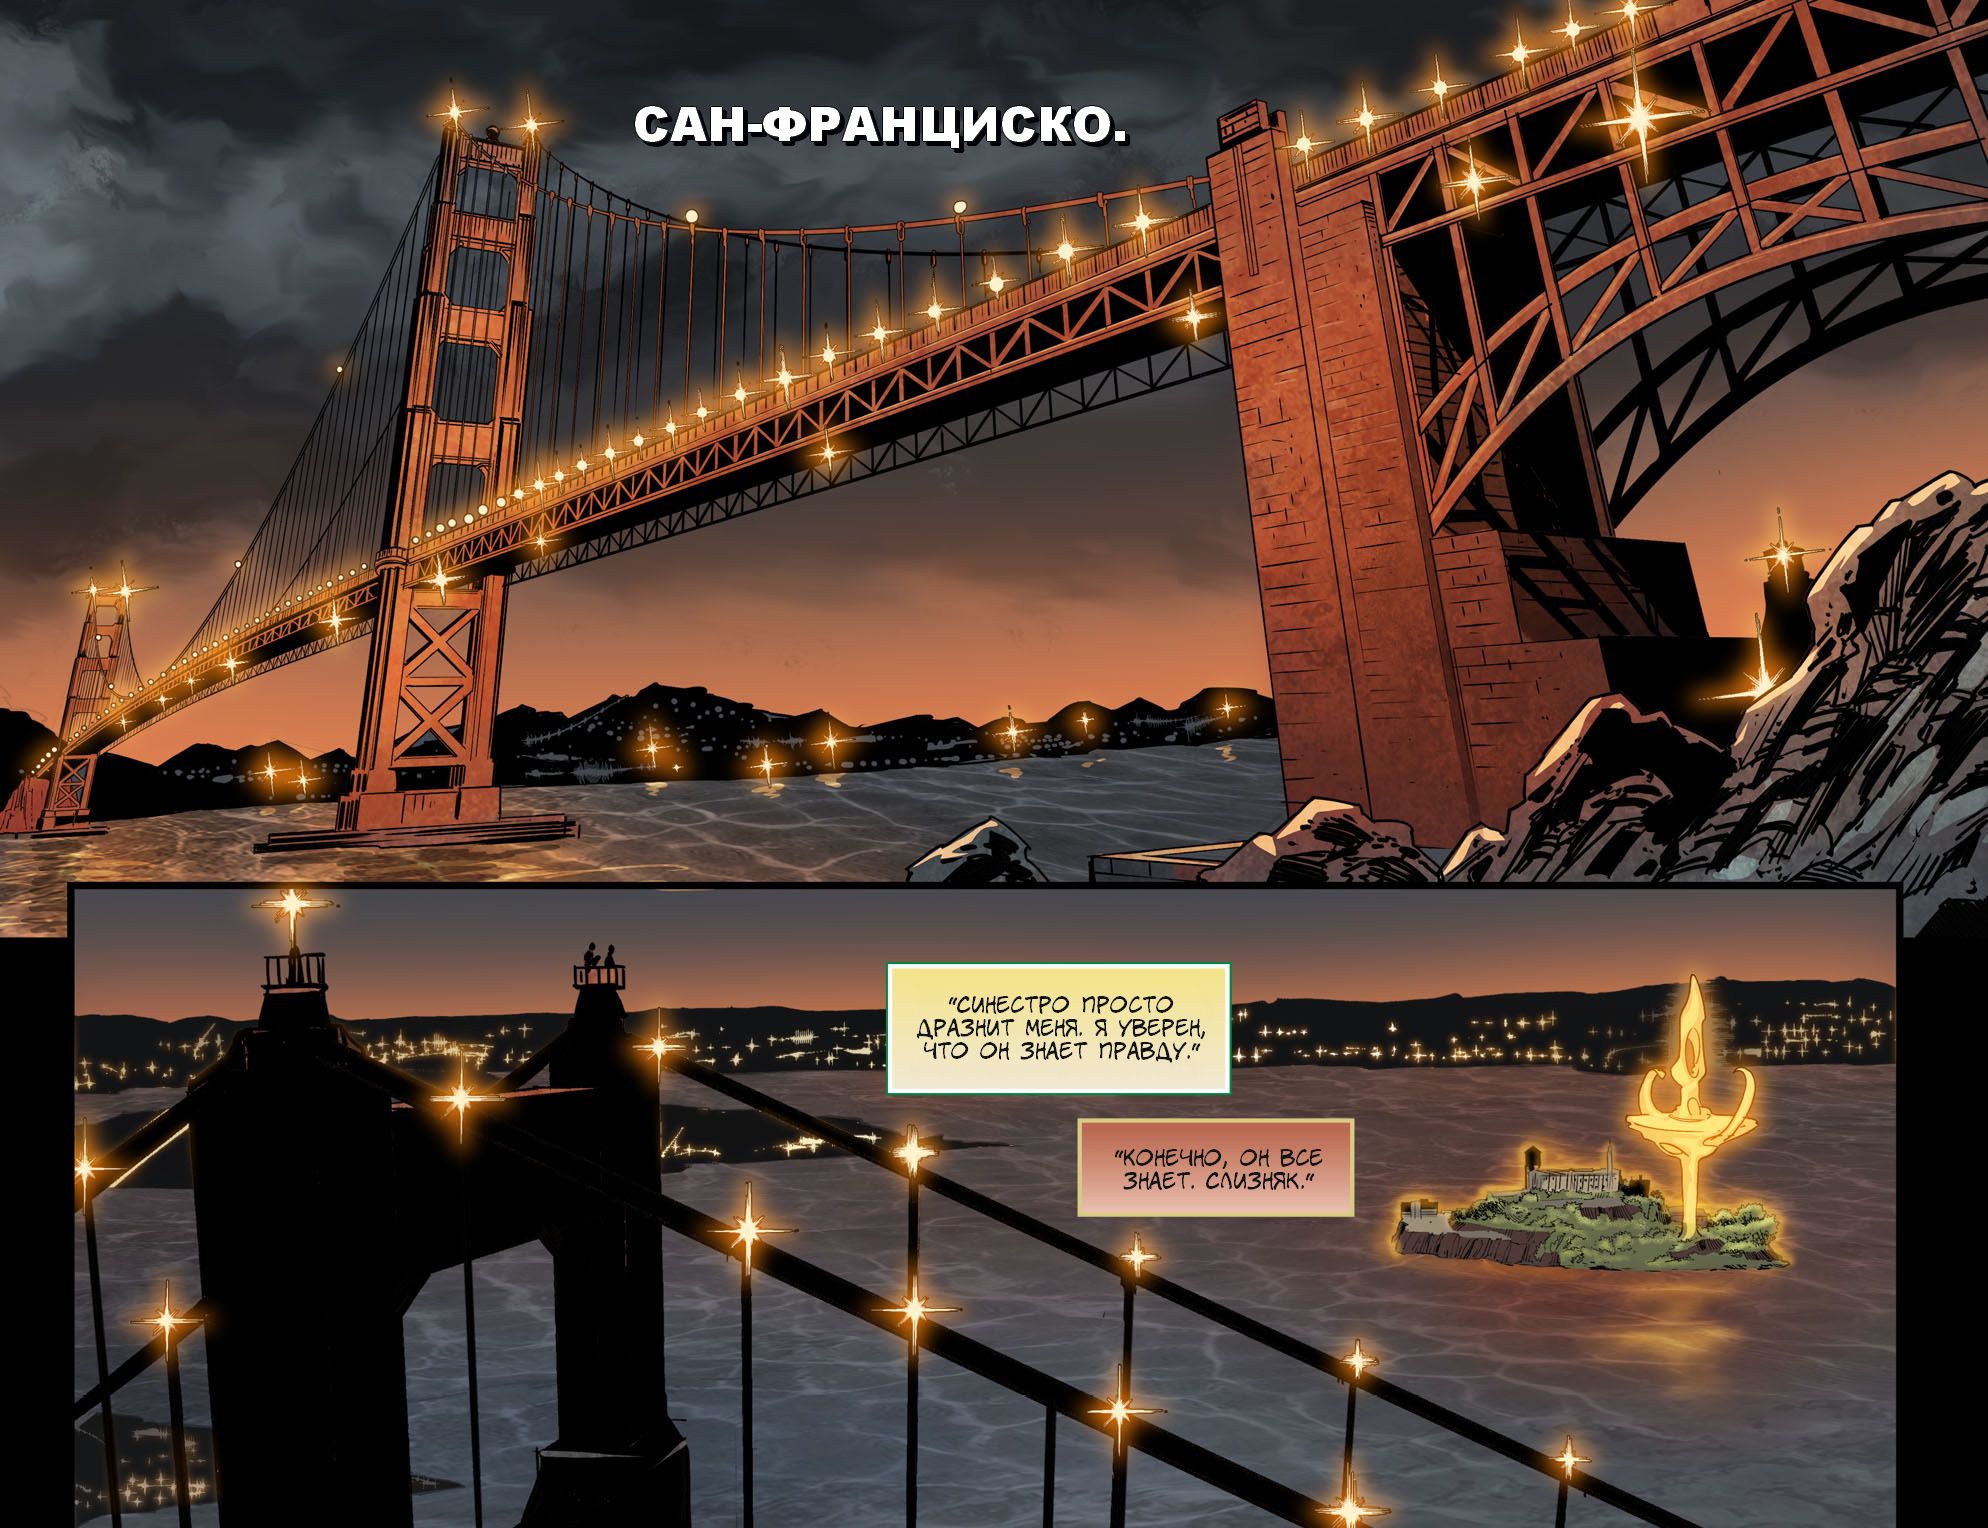 САН-ФРАНЦИСКО.
"СИНЕСТРО ПРОСТО
ДРАЗНИТ МЕНЯ. Я УВЕРЕН,
ЧТО ОН ЗНАЕТ ПРАВДУ."
"КОНЕЧНО, ОН ВСЕ
ЗНАЕТ. СЛИЗНЯК."